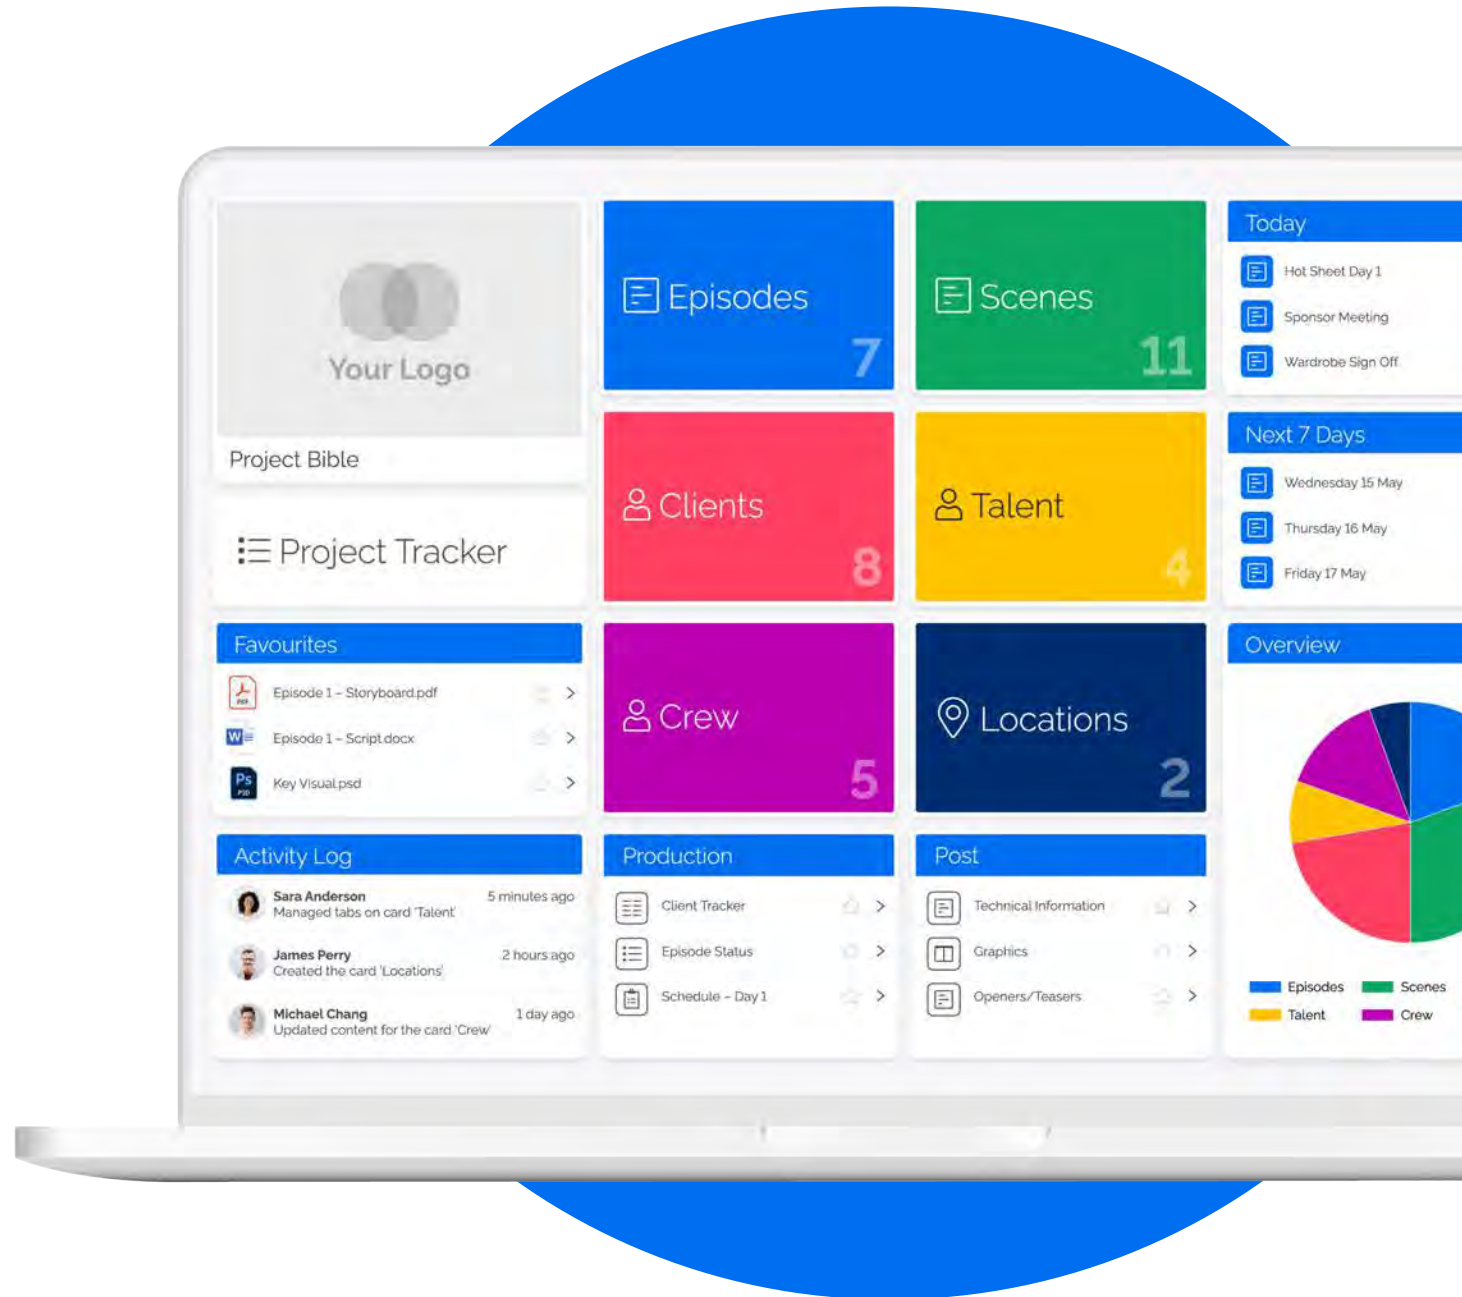 Your Logo
Project Bible
Project Tracker
Favourites
PDF
Episode 1 – Storyboard.pdf
W
Episode 1 – Script.docx
Ps
PSD
Key Visual.psd
Activity Log
Sara Anderson
5 minutes ago
Managed tabs on card 'Talent'
James Perry
2 hours ago
Created the card 'Locations'
Michael Chang
1 day ago
Updated content for the card 'Crew'
Episodes
7
Scenes
11
Clients
8
Talent
4
Crew
5
Locations
2
Production
Client Tracker
Episode Status
Schedule – Day 1
Post
Technical Information
Graphics
Openers/Teasers
Today
Hot Sheet Day 1
Sponsor Meeting
Wardrobe Sign Off
Next 7 Days
Wednesday 15 May
Thursday 16 May
Friday 17 May
Overview
Episodes
Scenes
Talent
Crew